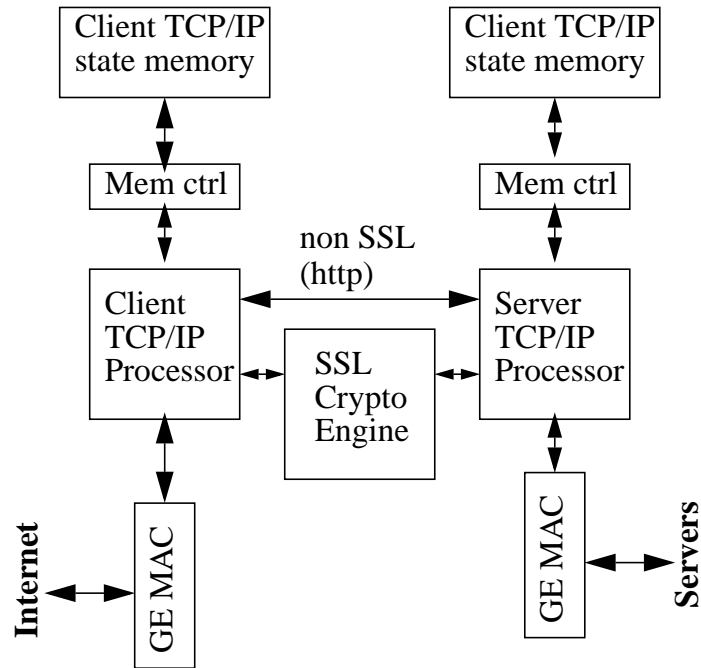 Client TCP/IP
state memory
Client TCP/IP
state memory
Mem ctrl
Mem ctrl
non SSL
(http)
Client
TCP/IP
Processor
SSL
Crypto
Engine
Server
TCP/IP
Processor
Internet
GE MAC
GE MAC
Servers